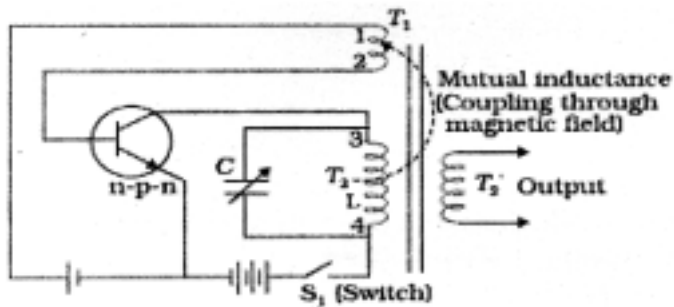 T₁
1
2
Mutual inductance
(Coupling through
magnetic field)
3
C
T₂
L
4
n-p-n
T₂ Output
S₁ (Switch)